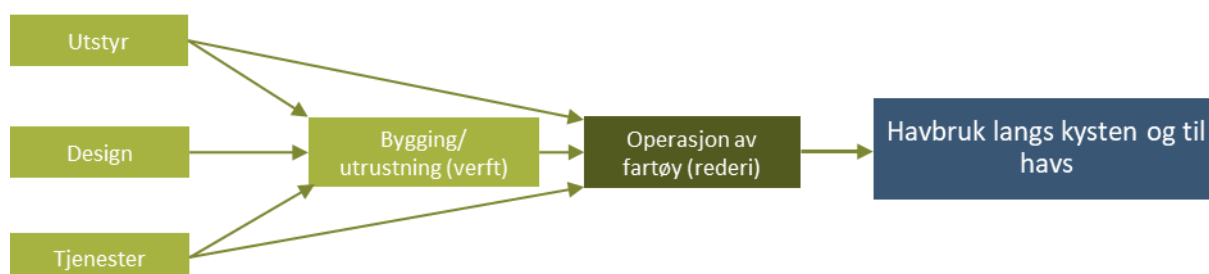 Utstyr
Design
Tjenester
Bygging/
utrustning (verft)
Operasjon av
fartøy (rederi)
Havbruk langs kysten og til
havs